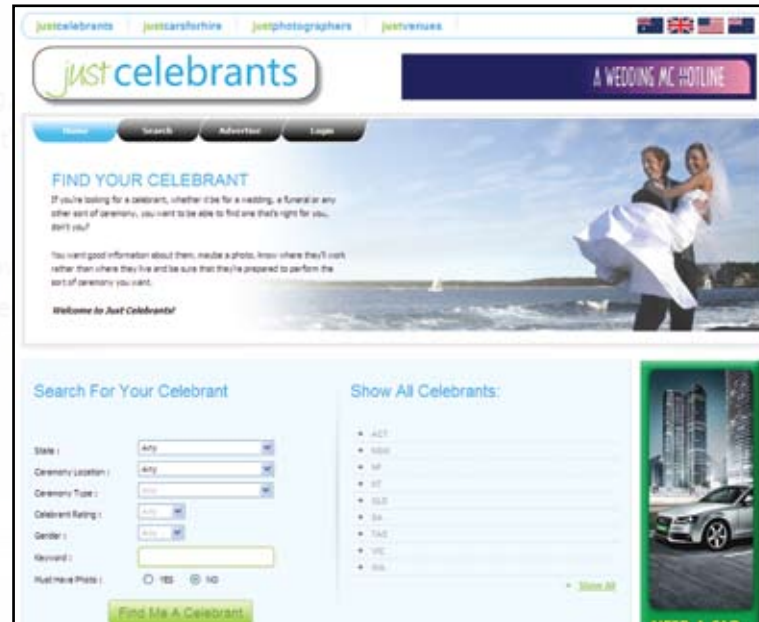 justcelebrants justcarsforhire justphotographers justvenues
just celebrants
A WEDDING MC HOTLINE
Home Search Advertise Login
FIND YOUR CELEBRANT
If you're looking for a celebrant, whether it be for a wedding, a funeral or any
other sort of ceremony, you want to be able to find one that's right for you,
don't you?
You want good information about them, maybe a photo, know where they'll work
rather than where they live and be sure that they're prepared to perform the
sort of ceremony you want.
Welcome to Just Celebrants!
Search For Your Celebrant
State : Any
Ceremony Location : Any
Ceremony Type : Any
Celebrant Rating : Any
Gender : Any
Keyword :
Must Have Photo : YES NO
Find Me A Celebrant
Show All Celebrants:
ACT
NSW
NT
QLD
SA
TAS
VIC
WA
Show All